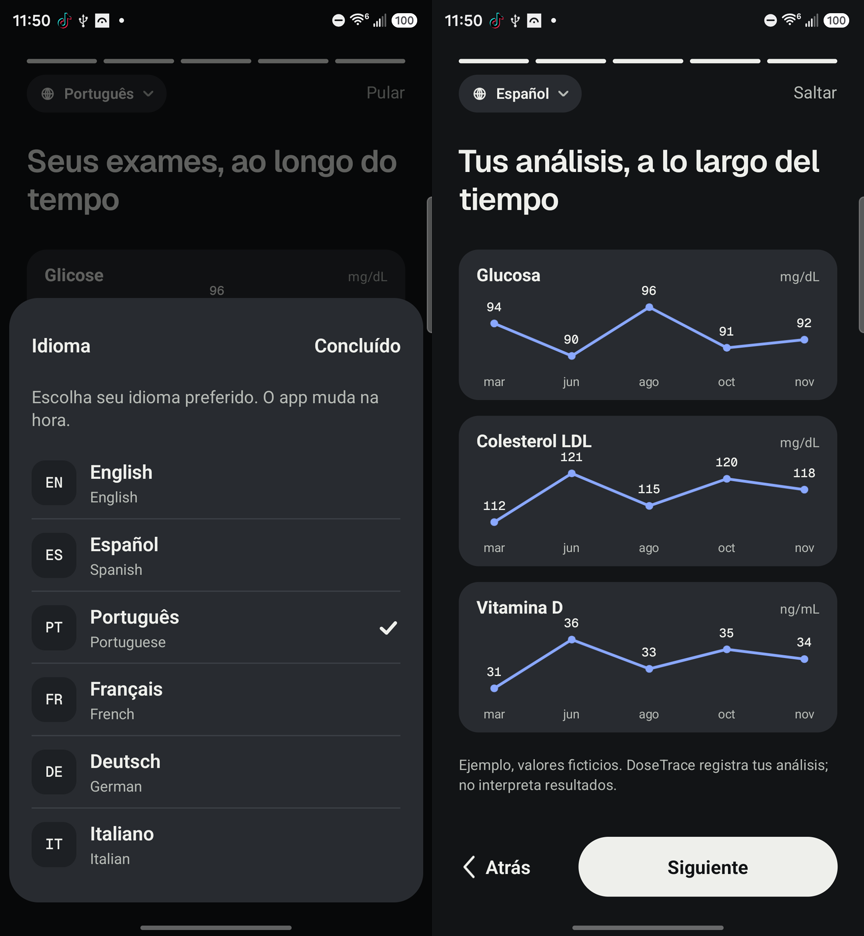 11:50
6
100
Português
Pular
Seus exames, ao longo do
tempo
Glicose
mg/dL
96
Idioma
Concluído
Escolha seu idioma preferido. O app muda na
hora.
EN
English
English
ES
Español
Spanish
PT
Português
Portuguese
FR
Français
French
DE
Deutsch
German
IT
Italiano
Italian
11:50
6
100
Español
Saltar
Tus análisis, a lo largo del
tiempo
Glucosa
mg/dL
94 90 96 91 92
mar jun ago oct nov
Colesterol LDL
mg/dL
112 121 115 120 118
mar jun ago oct nov
Vitamina D
ng/mL
31 36 33 35 34
mar jun ago oct nov
Ejemplo, valores ficticios. DoseTrace registra tus análisis;
no interpreta resultados.
Atrás
Siguiente